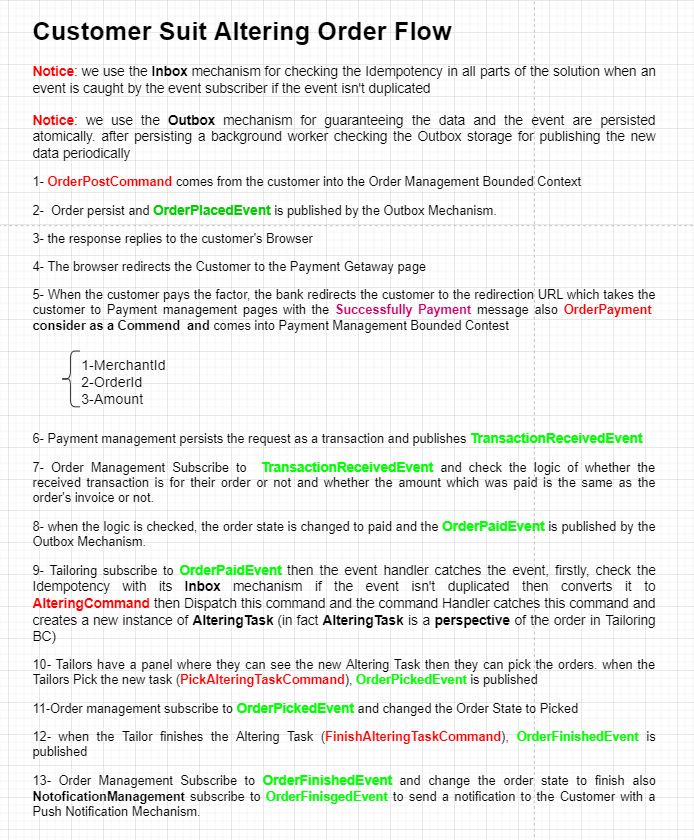 Customer Suit Altering Order Flow
Notice: we use the Inbox mechanism for checking the Idempotency in all parts of the solution when an
event is caught by the event subscriber if the event isn't duplicated
Notice: we use the Outbox mechanism for guaranteeing the data and the event are persisted
atomically. after persisting a background worker checking the Outbox storage for publishing the new
data periodically
1- OrderPostCommand comes from the customer into the Order Management Bounded Context
2- Order persist and OrderPlacedEvent is published by the Outbox Mechanism.
3- the response replies to the customer's Browser
4- The browser redirects the Customer to the Payment Getaway page
5- When the customer pays the factor, the bank redirects the customer to the redirection URL which takes the
customer to Payment management pages with the Successfully Payment message also OrderPayment
consider as a Commend and comes into Payment Management Bounded Contest
1-MerchantId
2-OrderId
3-Amount
6- Payment management persists the request as a transaction and publishes TransactionReceivedEvent
7- Order Management Subscribe to TransactionReceivedEvent and check the logic of whether the
received transaction is for their order or not and whether the amount which was paid is the same as the
order's invoice or not.
8- when the logic is checked, the order state is changed to paid and the OrderPaidEvent is published by the
Outbox Mechanism.
9- Tailoring subscribe to OrderPaidEvent then the event handler catches the event, firstly, check the
Idempotency with its Inbox mechanism if the event isn't duplicated then converts it to
AlteringCommand then Dispatch this command and the command Handler catches this command and
creates a new instance of AlteringTask (in fact AlteringTask is a perspective of the order in Tailoring
BC)
10- Tailors have a panel where they can see the new Altering Task then they can pick the orders. when the
Tailors Pick the new task (PickAlteringTaskCommand), OrderPickedEvent is published
11-Order management subscribe to OrderPickedEvent and changed the Order State to Picked
12- when the Tailor finishes the Altering Task (FinishAlteringTaskCommand), OrderFinishedEvent is
published
13- Order Management Subscribe to OrderFinishedEvent and change the order state to finish also
NotoficationManagement subscribe to OrderFinisgedEvent to send a notification to the Customer with a
Push Notification Mechanism.